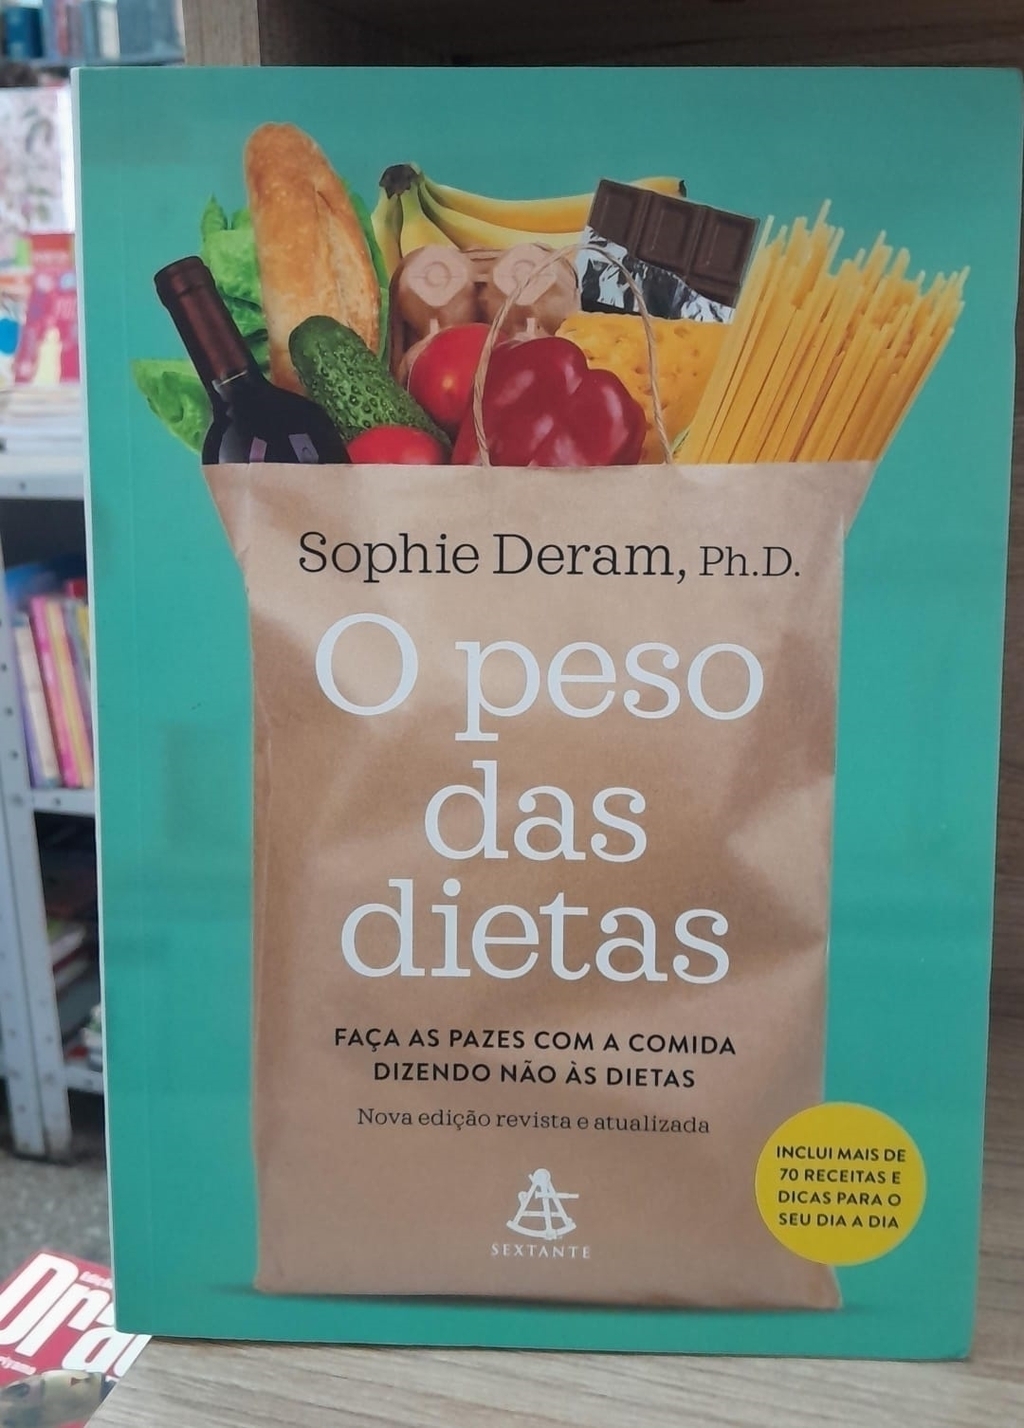 Sophie Deram, Ph.D.
O peso
das
dietas
FAÇA AS PAZES COM A COMIDA
DIZENDO NÃO ÀS DIETAS
Nova edição revista e atualizada
INCLUI MAIS DE
70 RECEITAS E
DICAS PARA O
SEU DIA A DIA
SEXTANTE